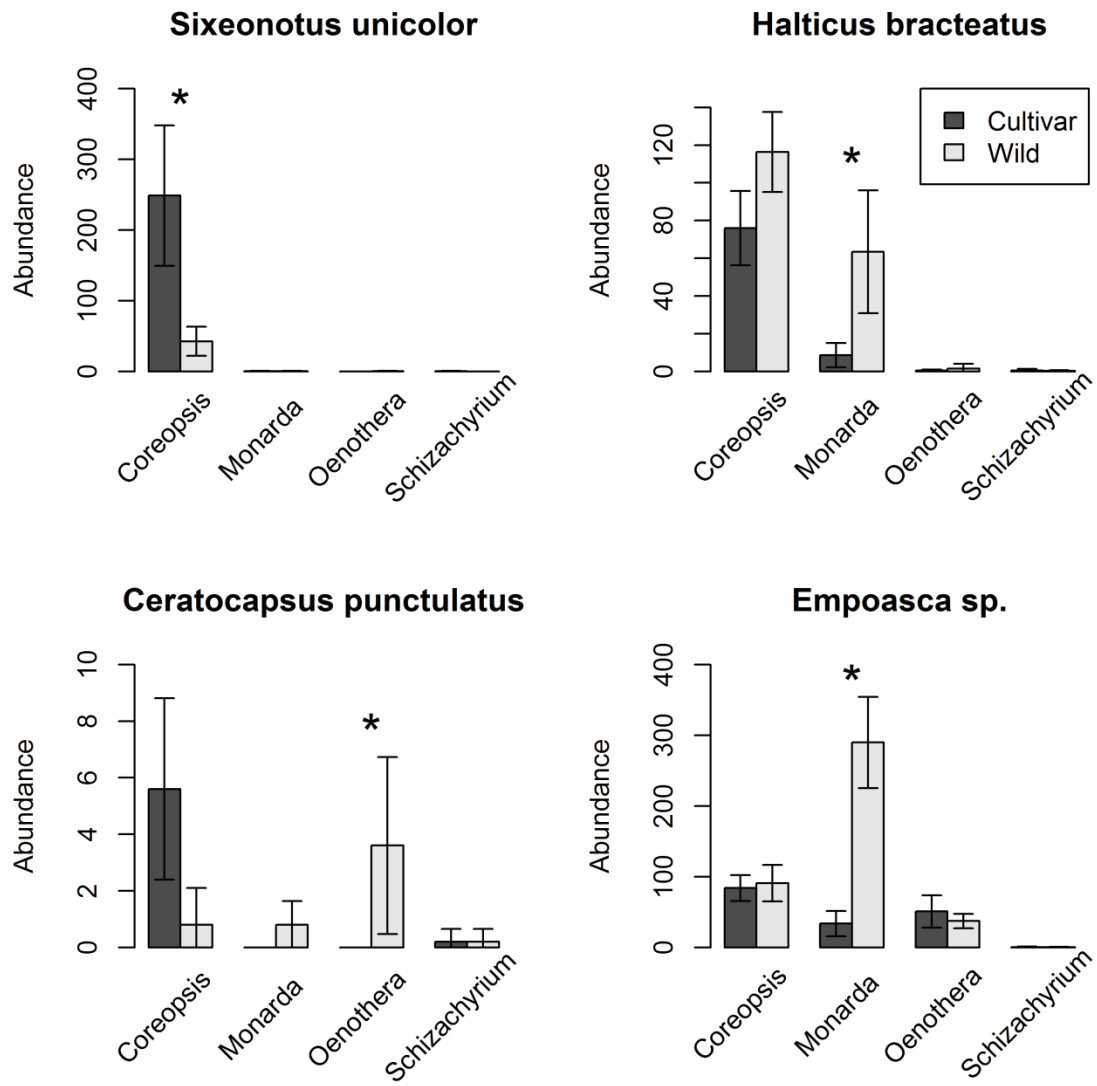 Sixeonotus unicolor
Abundance
0
100
200
300
400
*
Coreopsis
Monarda
Oenothera
Schizachyrium
Halticus bracteatus
Abundance
0
40
80
120
*
Cultivar
Wild
Coreopsis
Monarda
Oenothera
Schizachyrium
Ceratocapsus punctulatus
Abundance
0
2
4
6
8
10
*
Coreopsis
Monarda
Oenothera
Schizachyrium
Empoasca sp.
Abundance
0
100
200
300
400
*
Coreopsis
Monarda
Oenothera
Schizachyrium